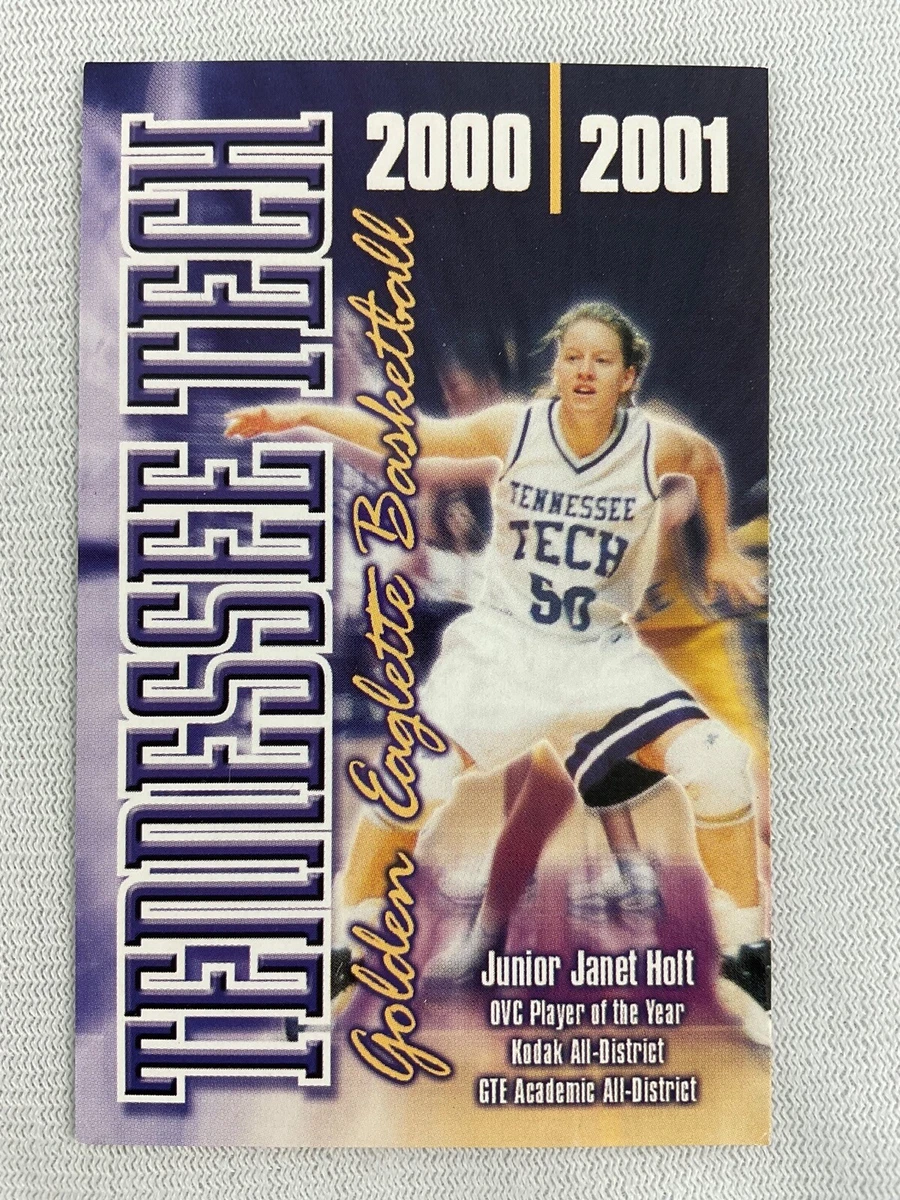 TENNESSEE TECH
Golden Eaglette Basketball
2000 | 2001
TENNESSEE
TECH
50
Junior Janet Holt
OVC Player of the Year
Kodak All-District
GTE Academic All-District